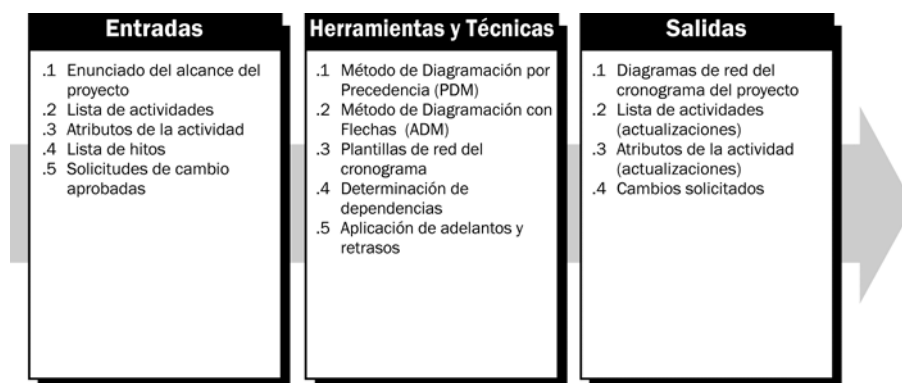 Entradas
.1 Enunciado del alcance del
proyecto
.2 Lista de actividades
.3 Atributos de la actividad
.4 Lista de hitos
.5 Solicitudes de cambio
aprobadas
Herramientas y Técnicas
.1 Método de Diagramación por
Precedencia (PDM)
.2 Método de Diagramación con
Flechas (ADM)
.3 Plantillas de red del
cronograma
.4 Determinación de
dependencias
.5 Aplicación de adelantos y
retrasos
Salidas
.1 Diagramas de red del
cronograma del proyecto
.2 Lista de actividades
(actualizaciones)
.3 Atributos de la actividad
(actualizaciones)
.4 Cambios solicitados